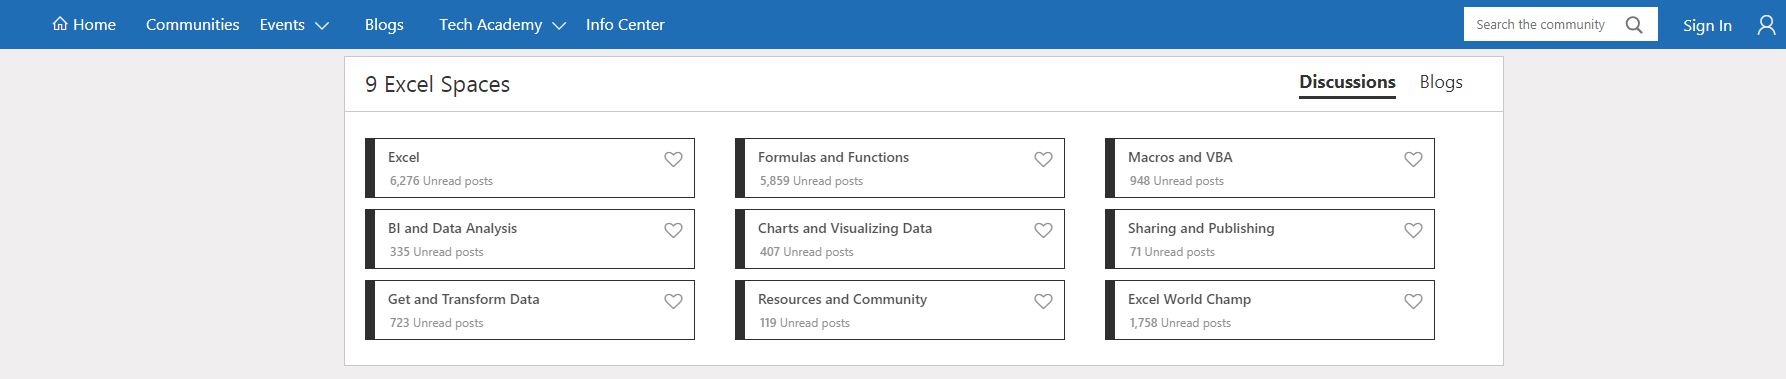 Home Communities Events Blogs Tech Academy Info Center Search the community Sign In
9 Excel Spaces Discussions Blogs
Excel
6,276 Unread posts
Formulas and Functions
5,859 Unread posts
Macros and VBA
948 Unread posts
BI and Data Analysis
335 Unread posts
Charts and Visualizing Data
407 Unread posts
Sharing and Publishing
71 Unread posts
Get and Transform Data
723 Unread posts
Resources and Community
119 Unread posts
Excel World Champ
1,758 Unread posts